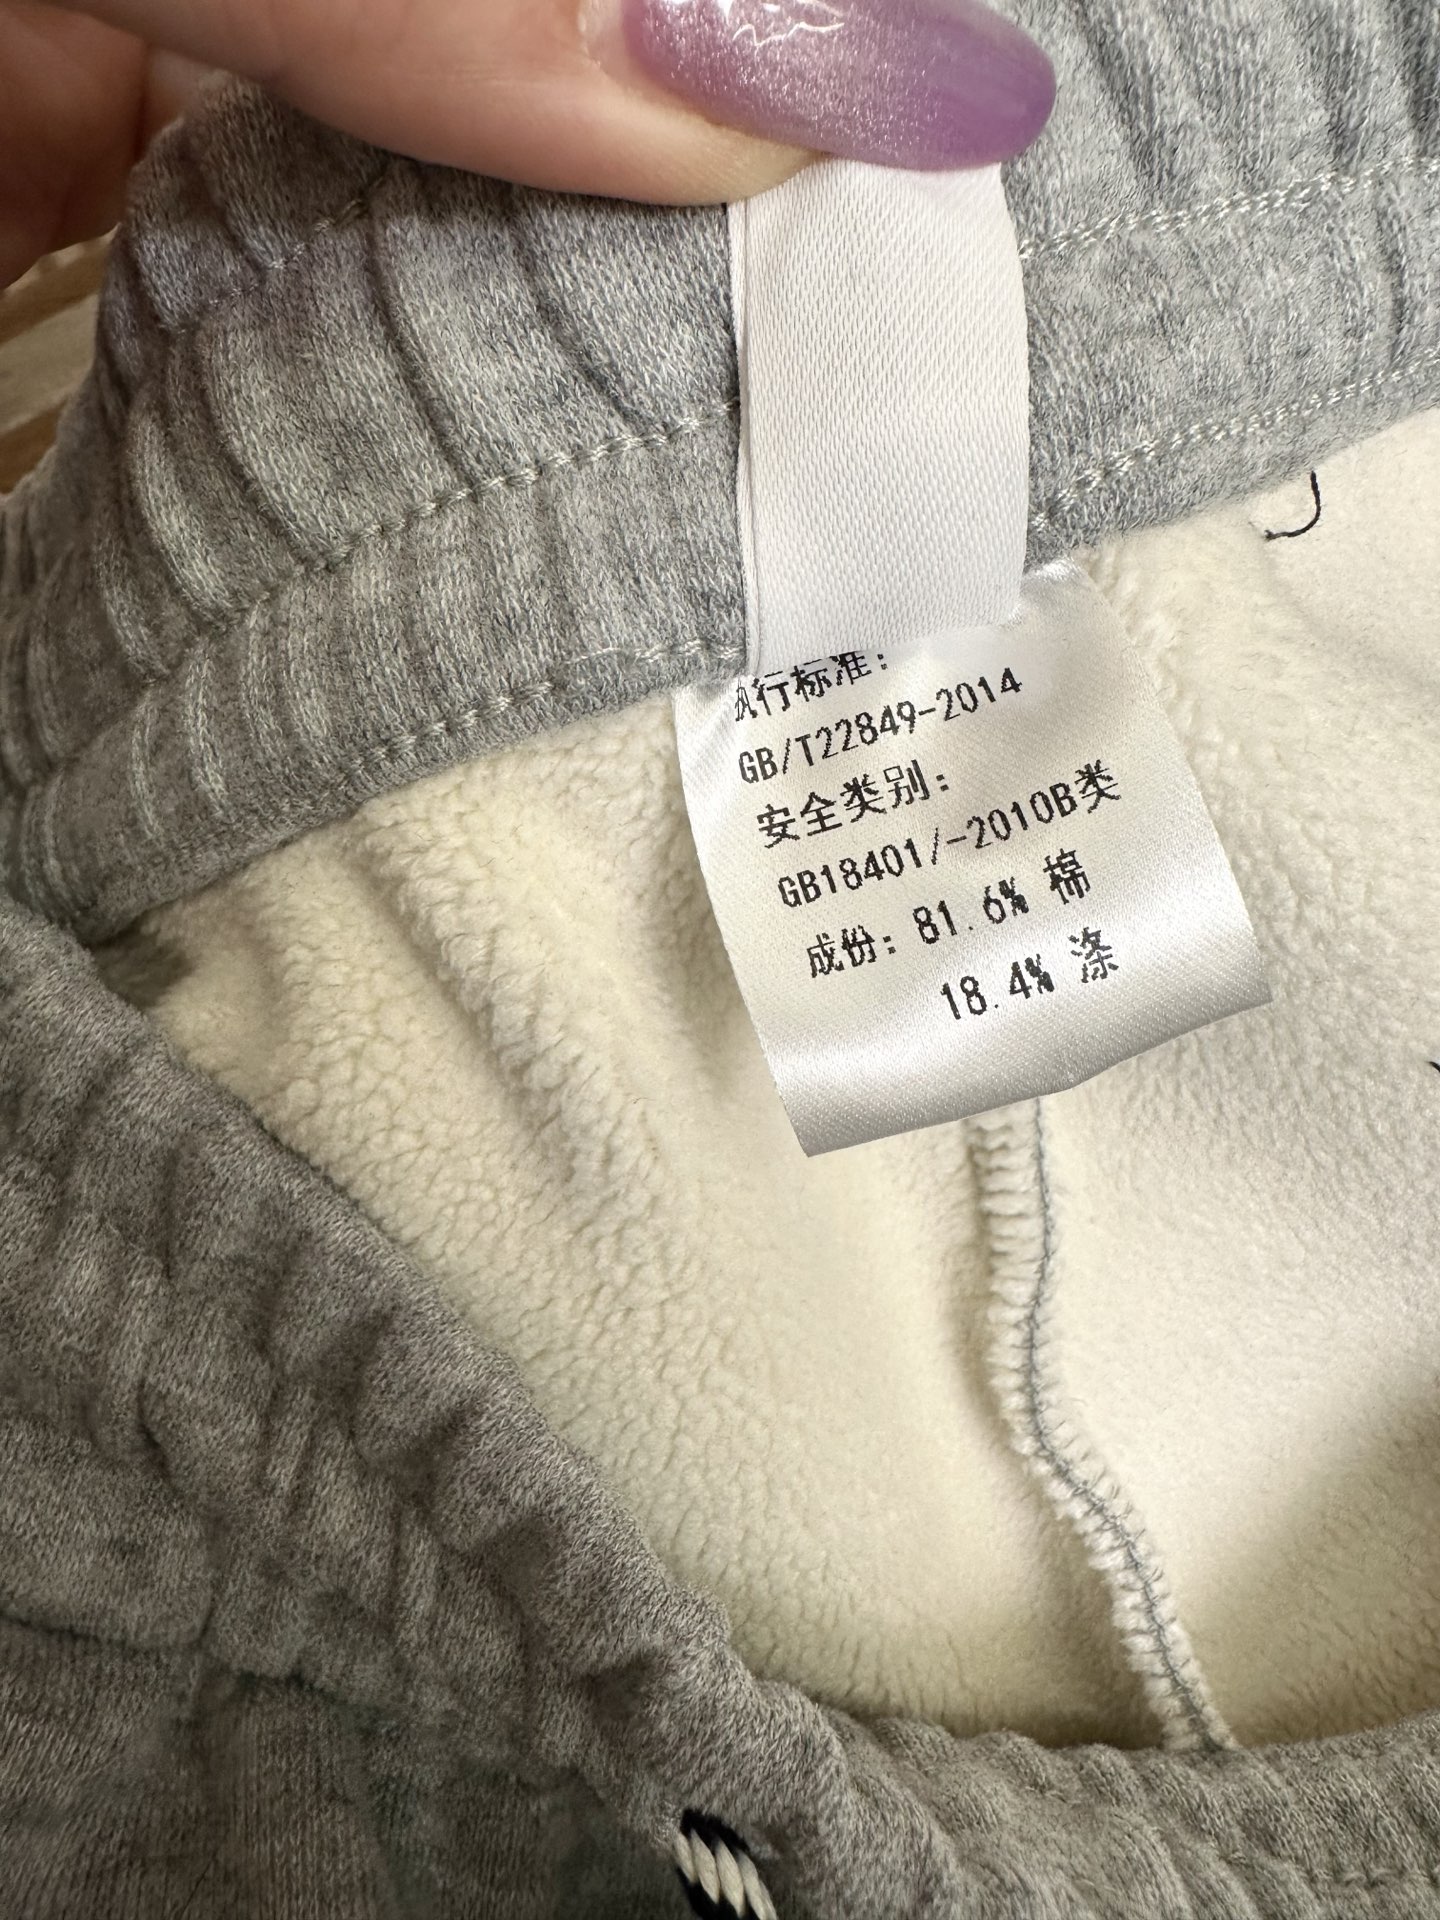 执行标准：
GB/T22849-2014
安全类别：
GB18401/-2010B类
成份：81.6% 棉
18.4% 涤